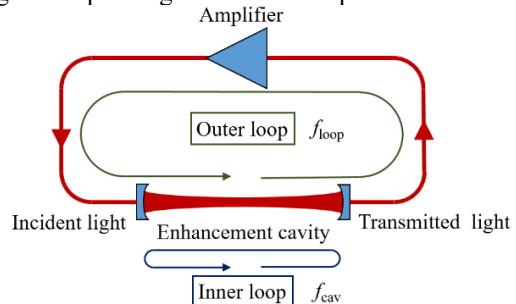 Amplifier
Outer loop f_loop
Incident light Transmitted light
Enhancement cavity
Inner loop f_cav